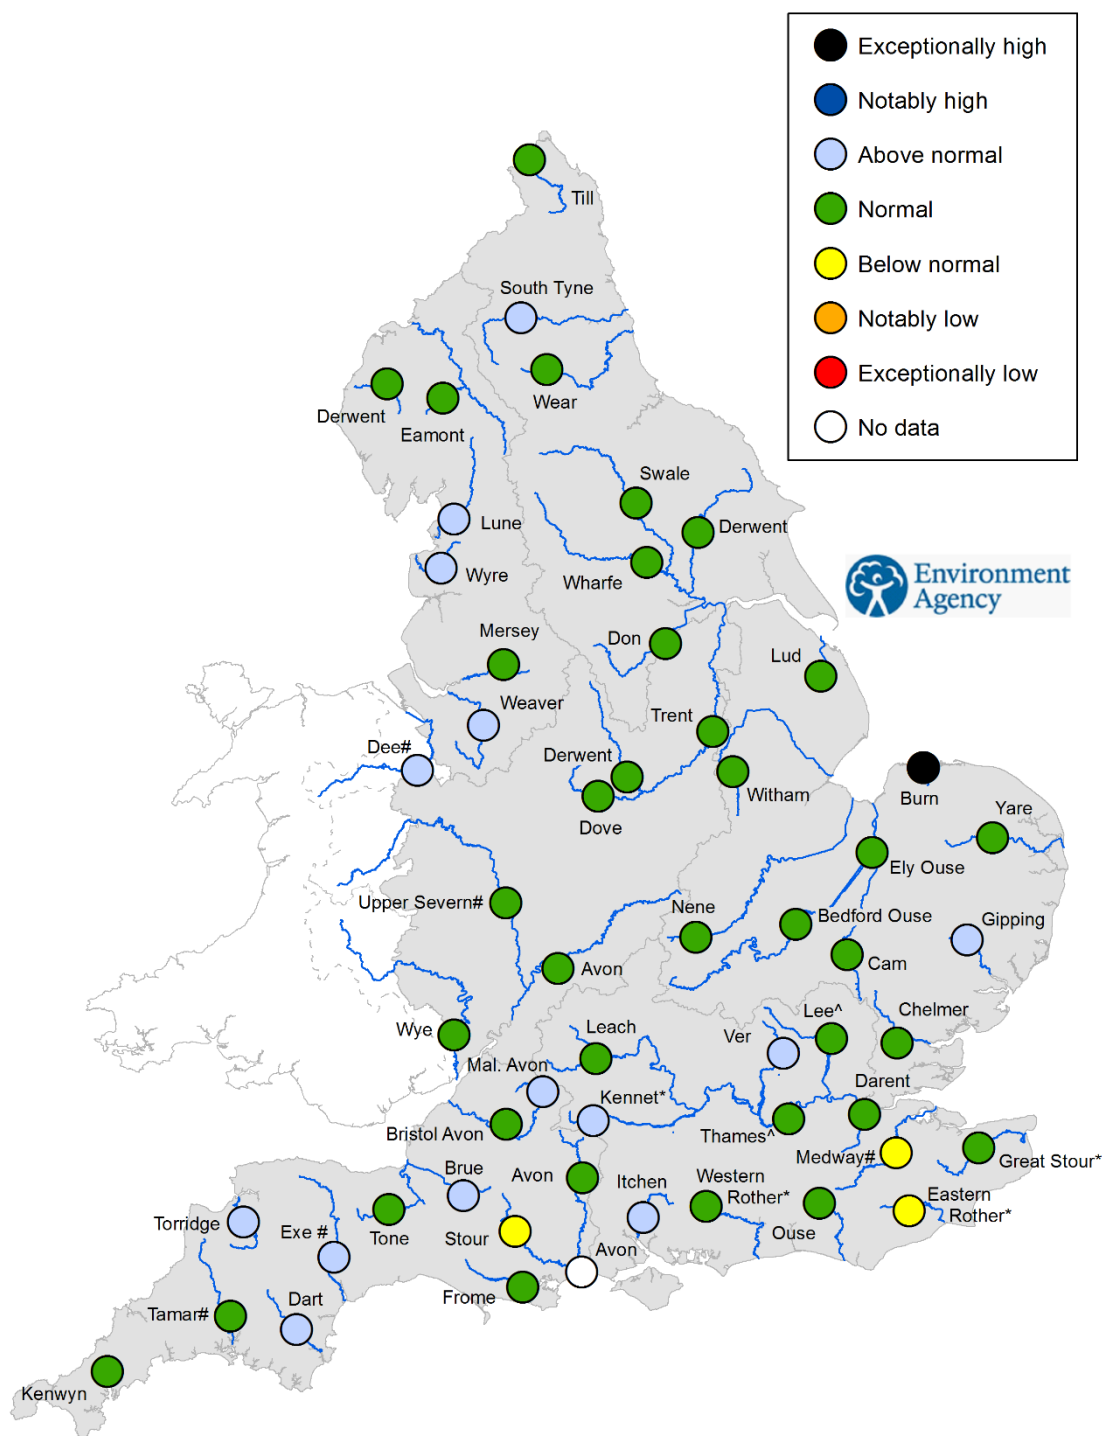 Exceptionally high
Notably high
Above normal
Normal
Below normal
Notably low
Exceptionally low
No data
Till
South Tyne
Wear
Derwent
Eamont
Swale
Lune
Derwent
Wyre
Wharfe
Environment
Agency
Mersey
Don
Lud
Weaver
Trent
Dee#
Derwent
Witham
Burn
Dove
Yare
Ely Ouse
Upper Severn#
Nene
Bedford Ouse
Gipping
Avon
Cam
Wye
Leach
Ver
Lee^
Chelmer
Mal. Avon
Kennet*
Darent
Bristol Avon
Thames^
Medway#
Great Stour*
Brue
Avon
Itchen
Western
Rother*
Eastern
Rother*
Torridge
Exe #
Tone
Stour
Ouse
Avon
Tamar#
Dart
Frome
Kenwyn